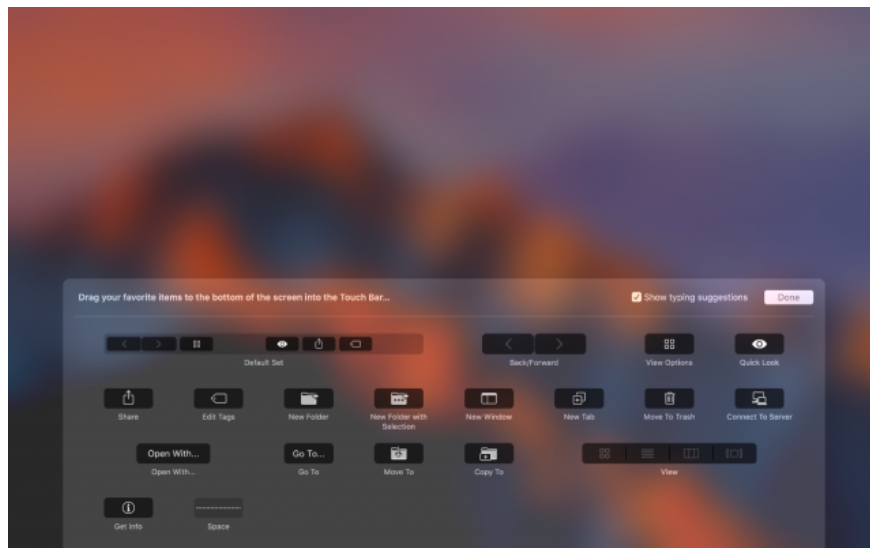 Drag your favorite items to the bottom of the screen into the Touch Bar...
Show typing suggestions
Done
Default Set
Back/Forward
View Options
Quick Look
Share
Edit Tags
New Folder
New Folder with
Selection
New Window
New Tab
Move To Trash
Connect To Server
Open With...
Open With...
Go To...
Go To
Move To
Copy To
View
Get Info
Space